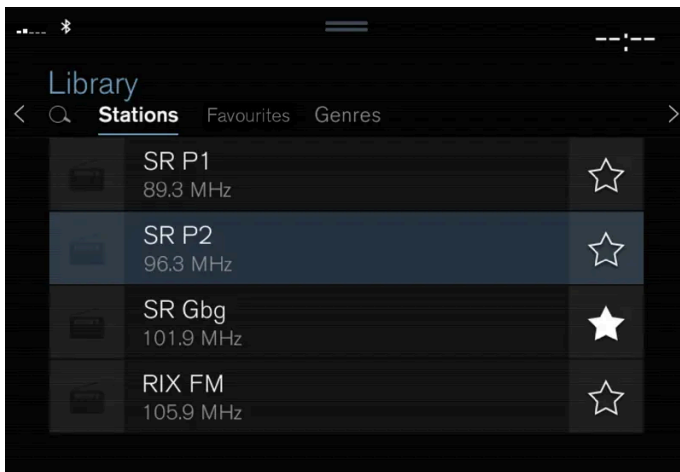 --:--
Library
Stations Favourites Genres
SR P1
89.3 MHz
SR P2
96.3 MHz
SR Gbg
101.9 MHz
RIX FM
105.9 MHz